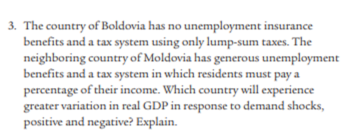 3. The country of Boldovia has no unemployment insurance
benefits and a tax system using only lump-sum taxes. The
neighboring country of Moldovia has generous unemployment
benefits and a tax system in which residents must pay a
percentage of their income. Which country will experience
greater variation in real GDP in response to demand shocks,
positive and negative? Explain.